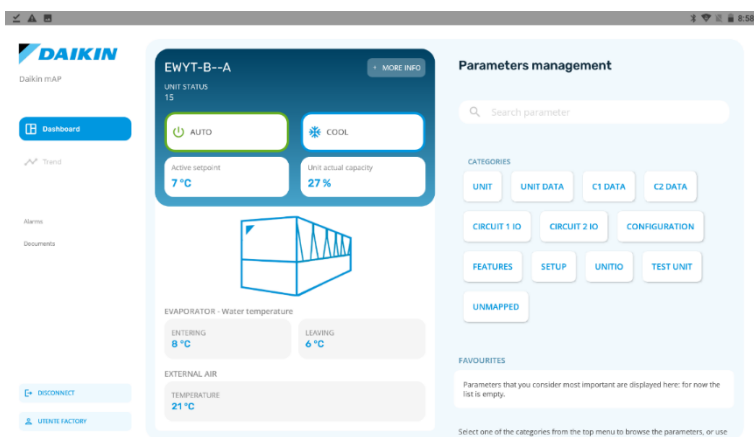 8:58
DAIKIN
Daikin mAP
Dashboard
Trend
Alarms
Documents
DISCONNECT
UTENTE FACTORY
EWYT-B--A
+ MORE INFO
UNIT STATUS
15
AUTO
COOL
Active setpoint
7 °C
Unit actual capacity
27 %
EVAPORATOR - Water temperature
ENTERING
8 °C
LEAVING
6 °C
EXTERNAL AIR
TEMPERATURE
21 °C
Parameters management
Search parameter
CATEGORIES
UNIT
UNIT DATA
C1 DATA
C2 DATA
CIRCUIT 1 IO
CIRCUIT 2 IO
CONFIGURATION
FEATURES
SETUP
UNITIO
TEST UNIT
UNMAPPED
FAVOURITES
Parameters that you consider most important are displayed here: for now the
list is empty.
Select one of the categories from the top menu to browse the parameters, or use